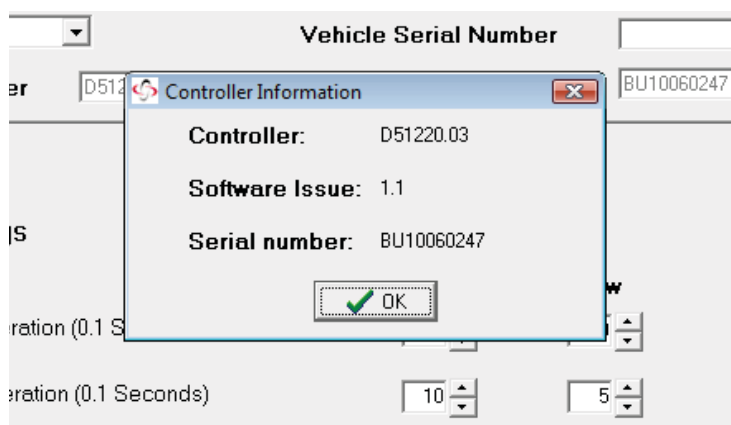 Vehicle Serial Number
er D512 BU10060247
Controller Information
Controller: D51220.03
Software Issue: 1.1
Serial number: BU10060247
gs
OK
w
ration (0.1 S
eration (0.1 Seconds) 10 5